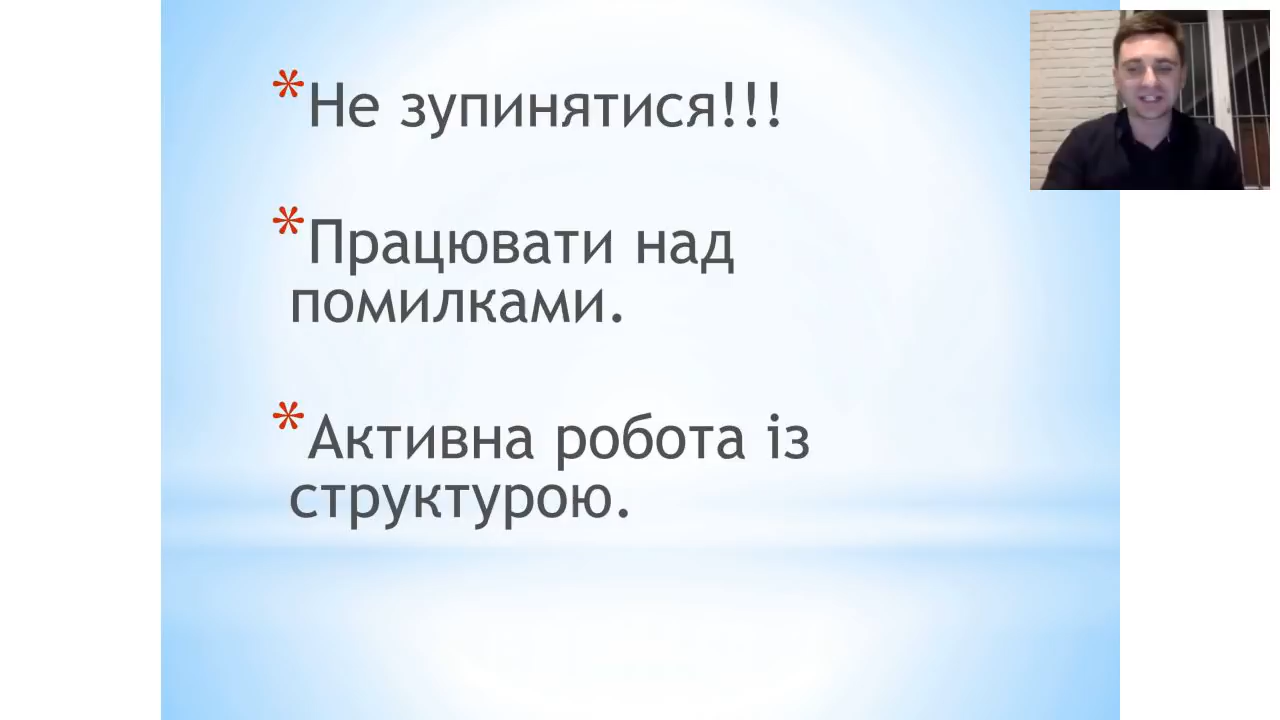 *Не зупинятися!!!
*Працювати над
помилками.
*Активна робота із
структурою.